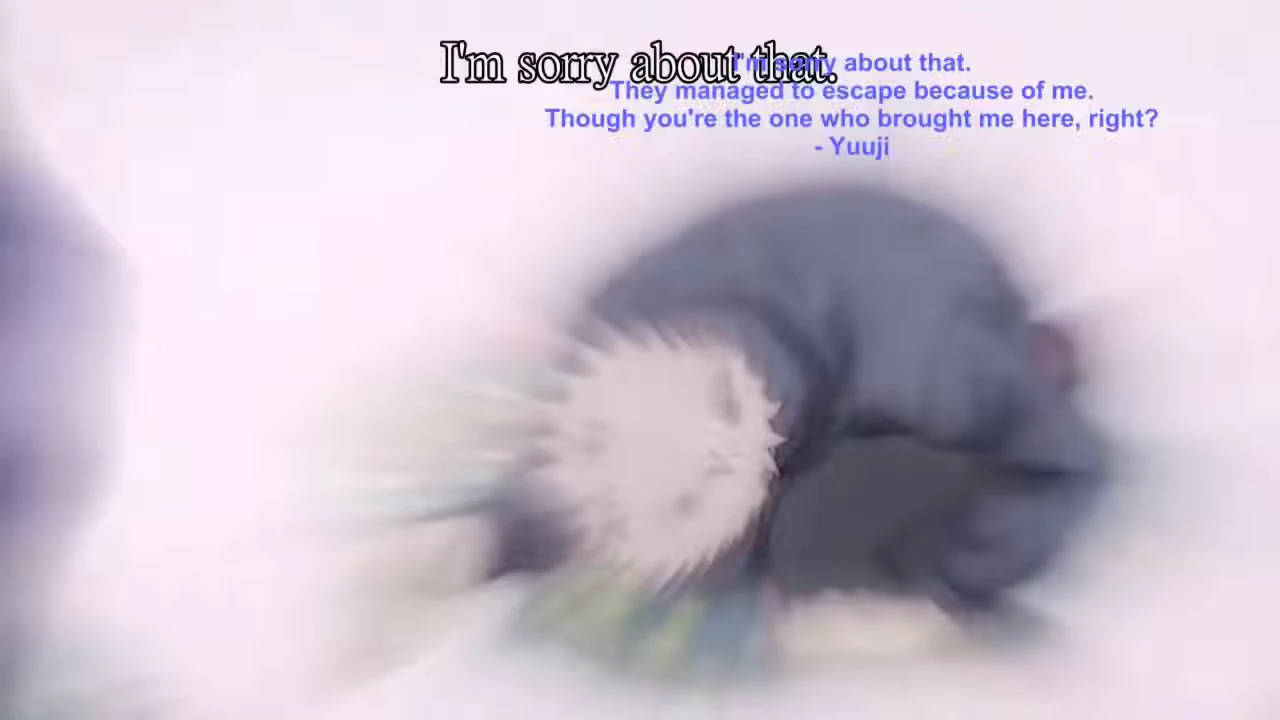 I'm sorry about that.
I'm sorry about that.
They managed to escape because of me.
Though you're the one who brought me here, right?
- Yuuji